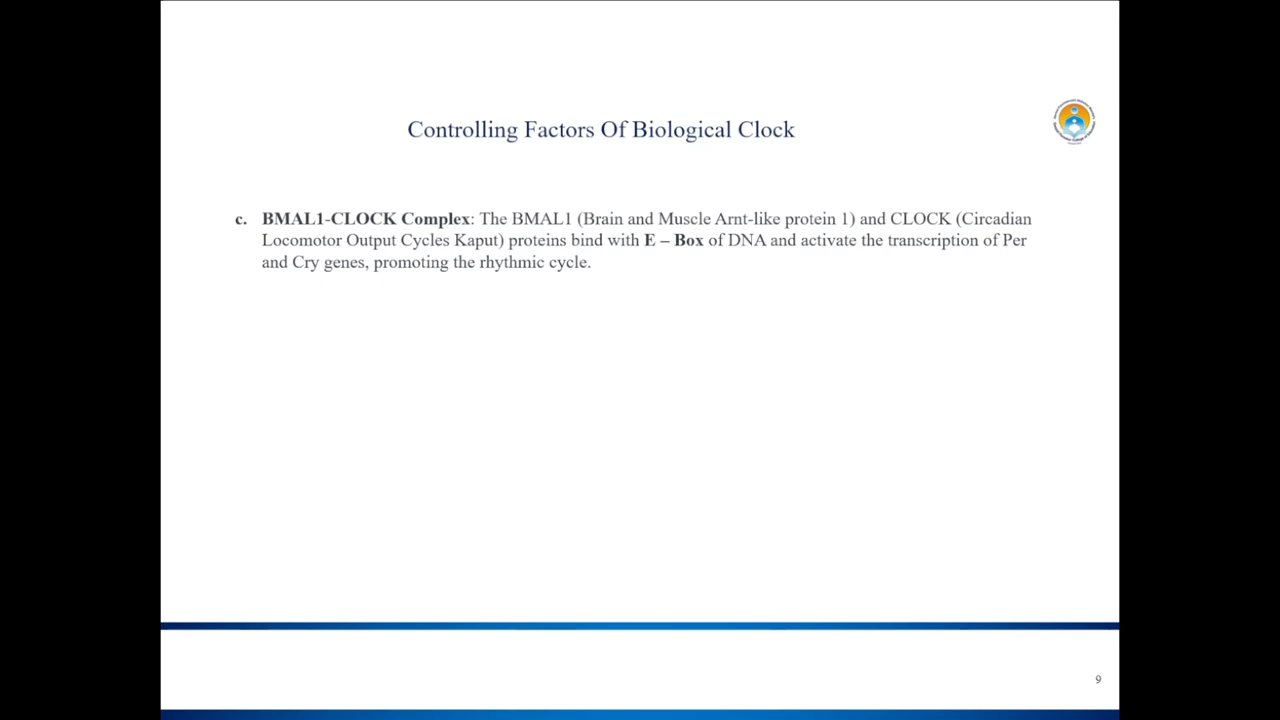 Controlling Factors Of Biological Clock
c. BMAL1-CLOCK Complex: The BMAL1 (Brain and Muscle Arnt-like protein 1) and CLOCK (Circadian
Locomotor Output Cycles Kaput) proteins bind with E – Box of DNA and activate the transcription of Per
and Cry genes, promoting the rhythmic cycle.
9